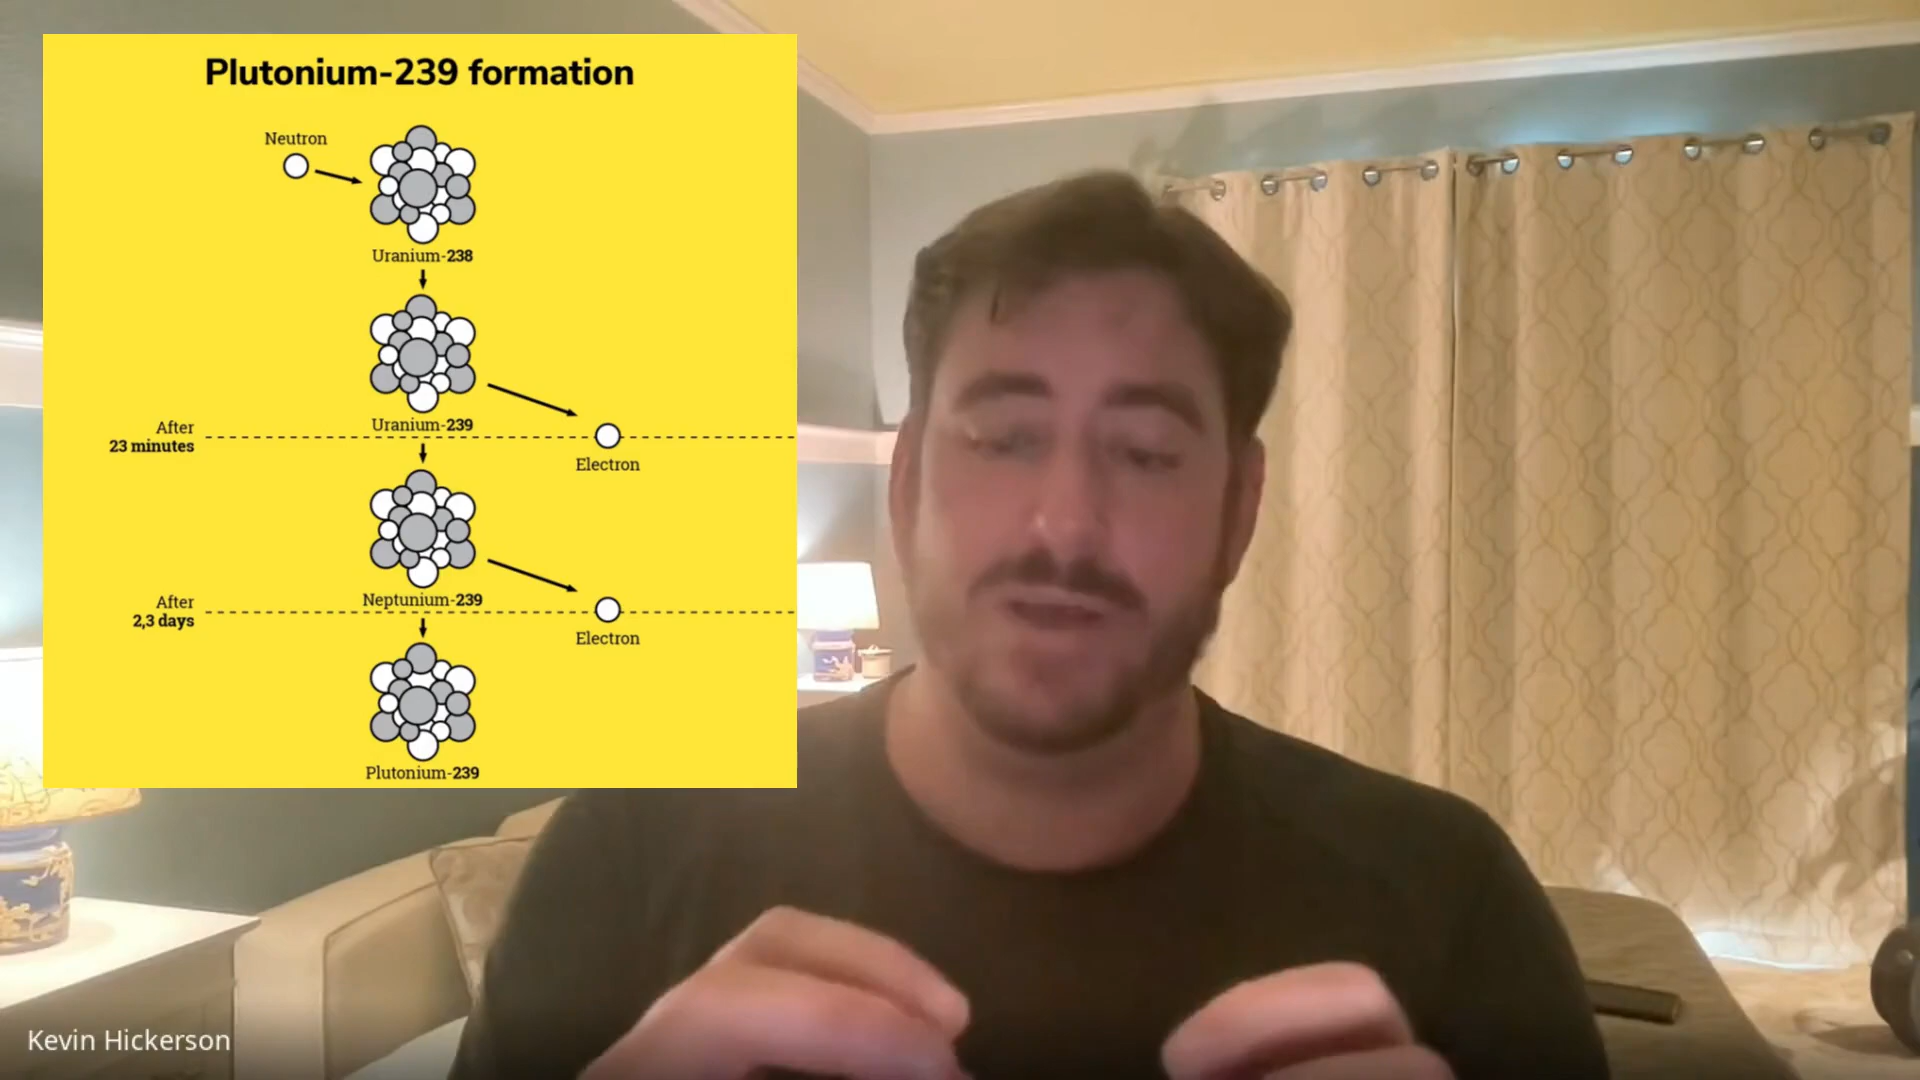 Plutonium-239 formation
Neutron
Uranium-238
Uranium-239
After
23 minutes
Electron
Neptunium-239
After
2,3 days
Electron
Plutonium-239
Kevin Hickerson